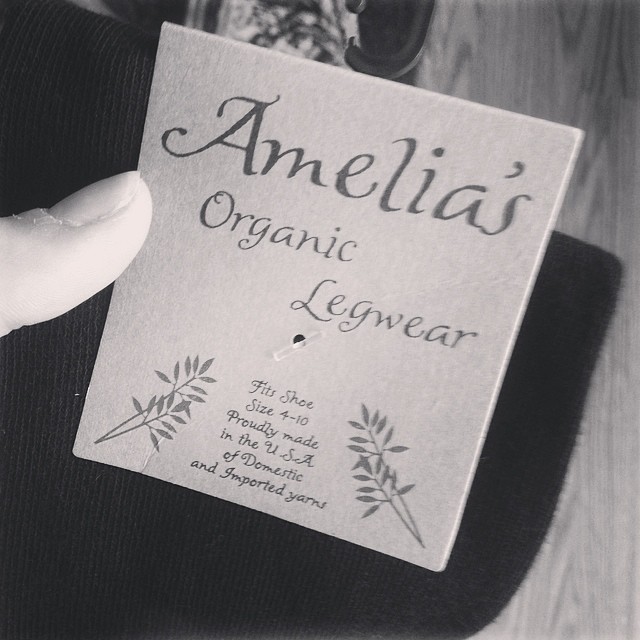 Amelia's
Organic
Legwear
Fits Shoe
Size 4-10
Proudly made
in the U.S.A
of Domestic
and Imported yarns